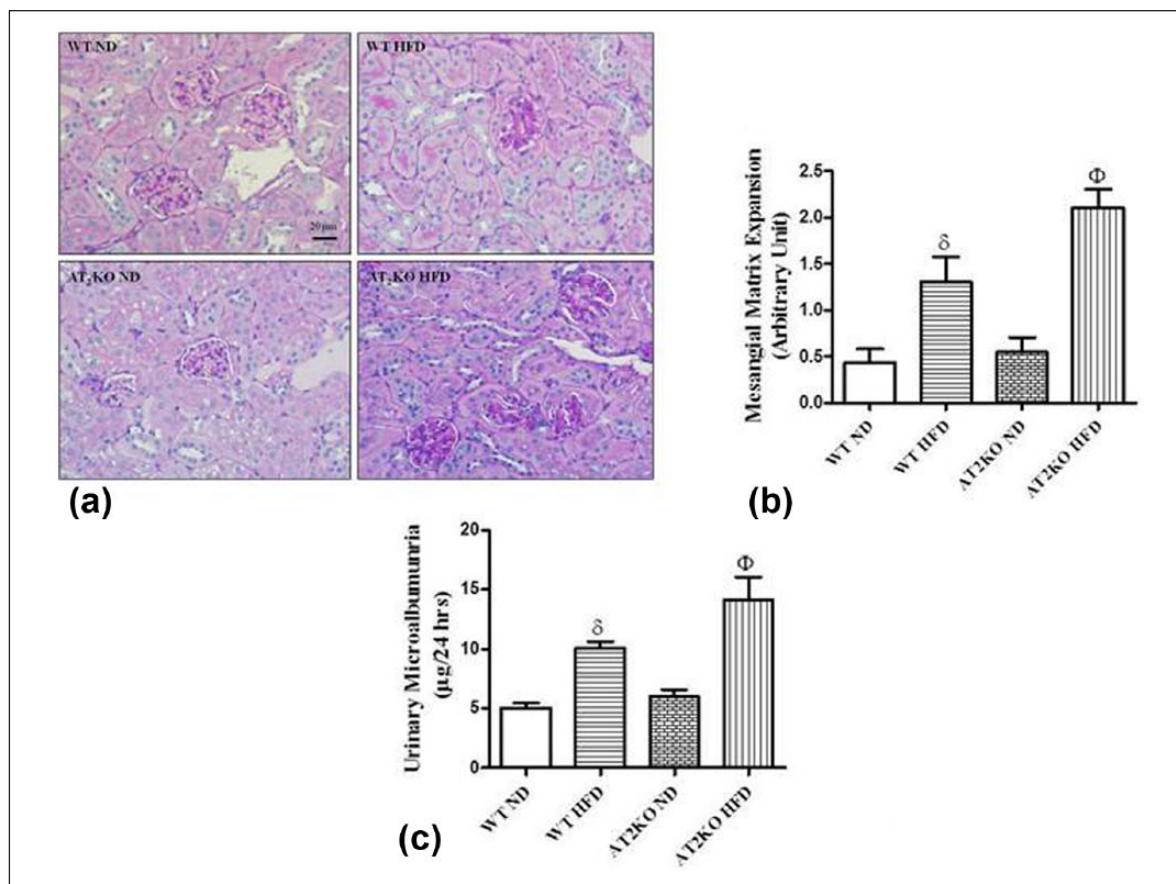 WT ND
WT HFD
20 µm
AT₂KO ND
AT₂KO HFD
(a)
Mesangial Matrix Expansion
(Arbitrary Unit)
2.5
2.0
1.5
1.0
0.5
0.0
δ
Φ
WT ND
WT HFD
AT2KO ND
AT2KO HFD
(b)
Urinary Microalbumunria
(µg/24 hrs)
20
15
10
5
0
δ
Φ
WT ND
WT HFD
AT2KO ND
AT2KO HFD
(c)